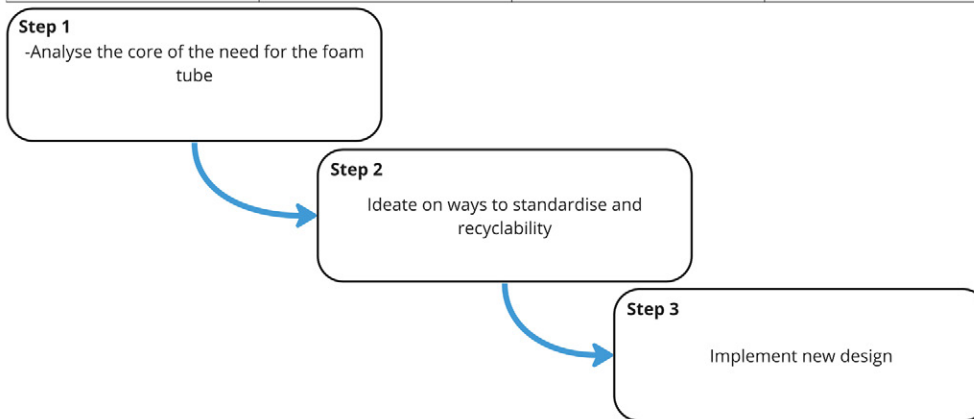 Step 1
-Analyse the core of the need for the foam
tube
Step 2
Ideate on ways to standardise and
recyclability
Step 3
Implement new design